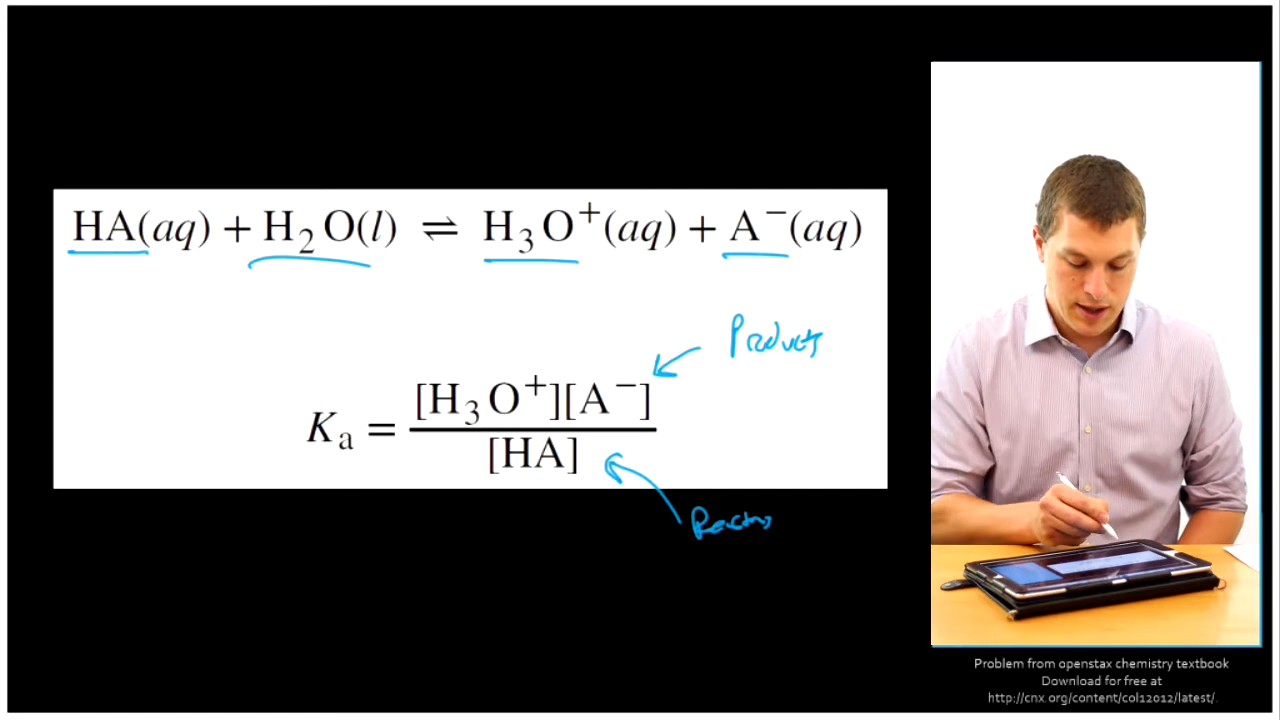 HA(aq) + H₂O(l) ⇌ H₃O⁺(aq) + A⁻(aq)
Products
Kₐ = [H₃O⁺][A⁻] / [HA]
Problem from openstax chemistry textbook
Download for free at
http://cnx.org/content/col12012/latest/.